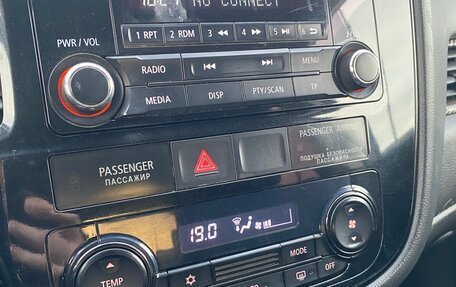 NO CONNECT
1 RPT 2 RDM 3 4 5 6
PWR / VOL
RADIO MENU
MEDIA DISP PTY/SCAN TP
PASSENGER AIRBAG
PASSENGER
ПАССАЖИР
ПОДУШКА БЕЗОПАСНОСТИ
19.0
MODE
TEMP OFF